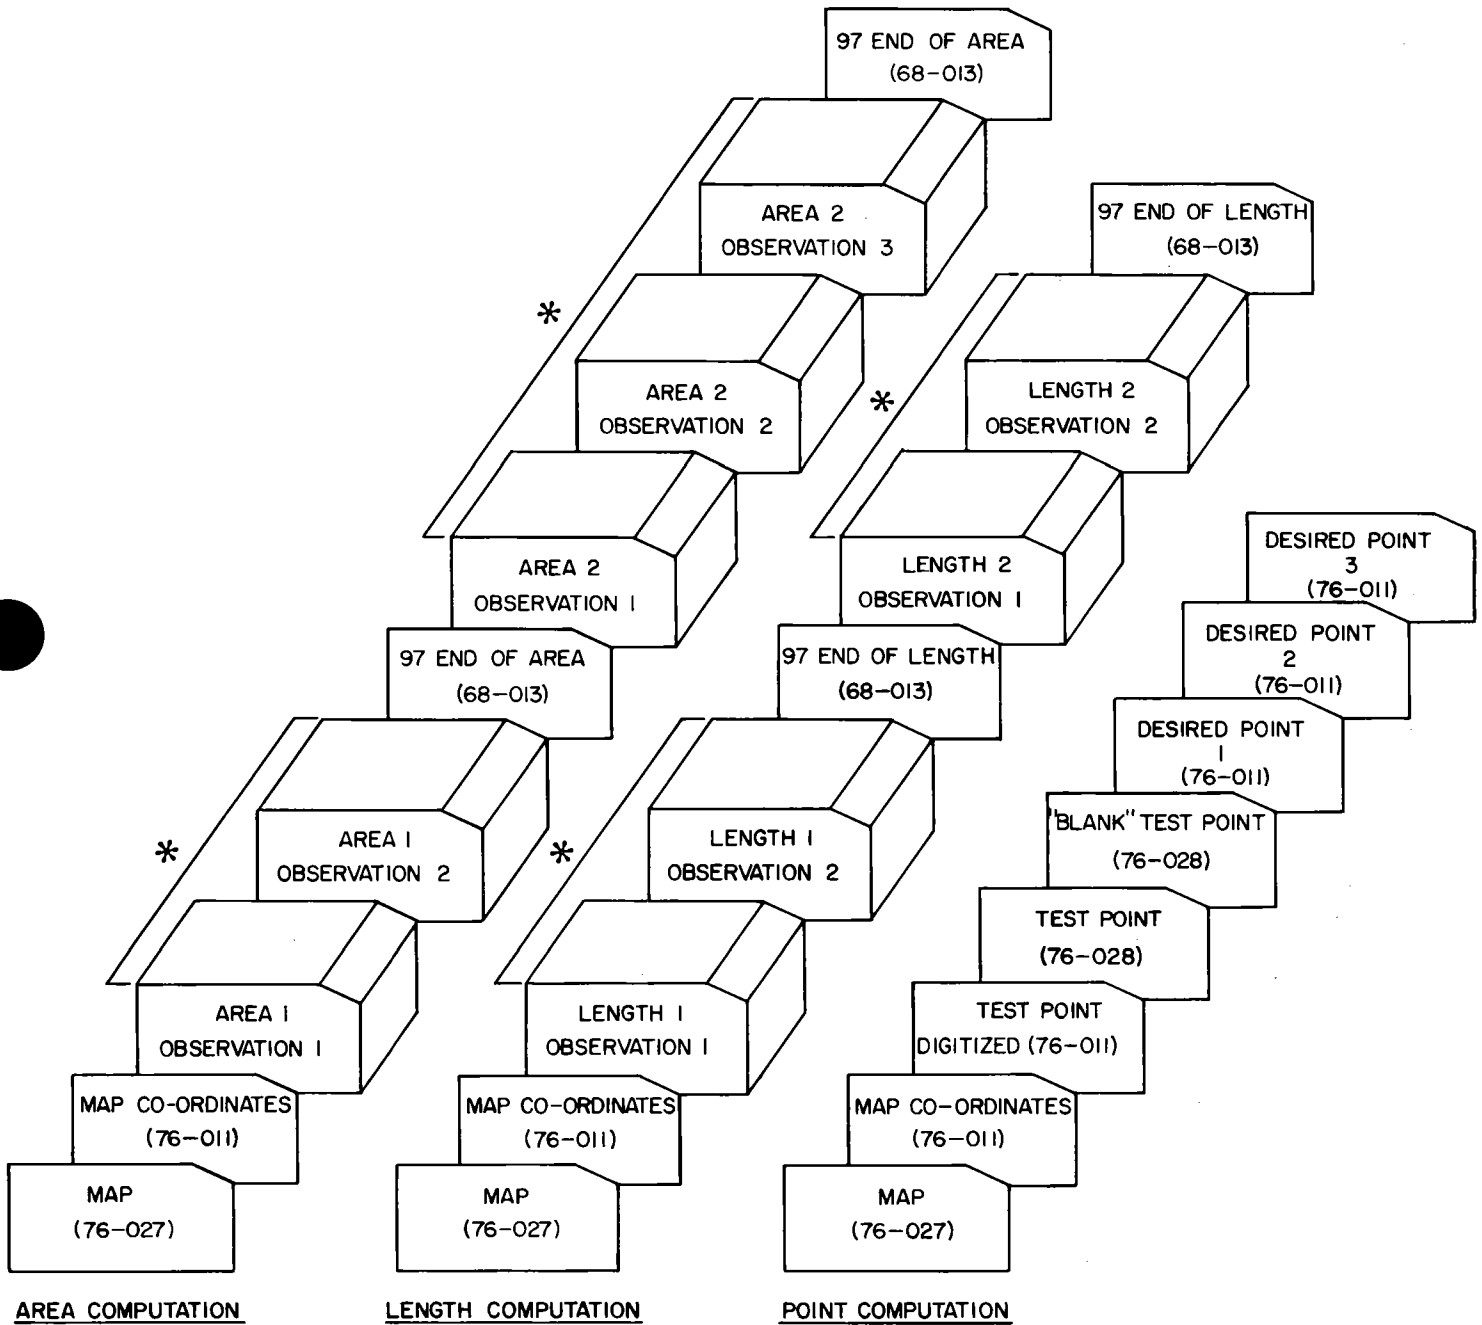 97 END OF AREA
(68-013)
AREA 2
OBSERVATION 3
*
AREA 2
OBSERVATION 2
AREA 2
OBSERVATION 1
97 END OF AREA
(68-013)
*
AREA 1
OBSERVATION 2
AREA 1
OBSERVATION 1
MAP CO-ORDINATES
(76-011)
MAP
(76-027)
AREA COMPUTATION
97 END OF LENGTH
(68-013)
*
LENGTH 2
OBSERVATION 2
LENGTH 2
OBSERVATION 1
97 END OF LENGTH
(68-013)
*
LENGTH 1
OBSERVATION 2
LENGTH 1
OBSERVATION 1
MAP CO-ORDINATES
(76-011)
MAP
(76-027)
LENGTH COMPUTATION
DESIRED POINT
3
(76-011)
DESIRED POINT
2
(76-011)
DESIRED POINT
1
(76-011)
"BLANK" TEST POINT
(76-028)
TEST POINT
(76-028)
TEST POINT
DIGITIZED (76-011)
MAP CO-ORDINATES
(76-011)
MAP
(76-027)
POINT COMPUTATION